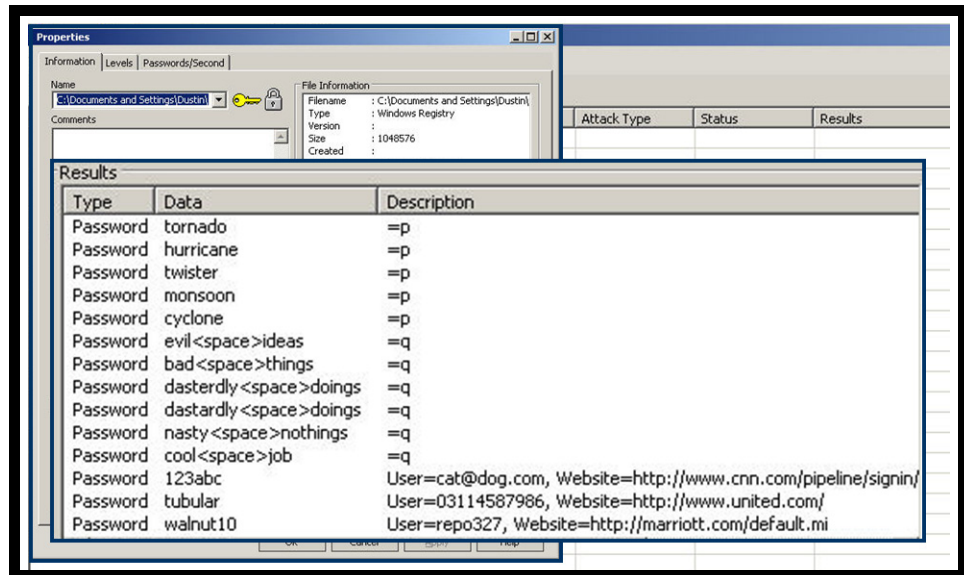 Properties
Information Levels Passwords/Second
Name
C:\Documents and Settings\Dustin\
Comments
File Information
Filename : C:\Documents and Settings\Dustin\
Type : Windows Registry
Version :
Size : 1048576
Created :
Attack Type Status Results
Results
Type Data Description
Password tornado =p
Password hurricane =p
Password twister =p
Password monsoon =p
Password cyclone =p
Password evil<space>ideas =q
Password bad<space>things =q
Password dasterdly<space>doings =q
Password dastardly<space>doings =q
Password nasty<space>nothings =q
Password cool<space>job =q
Password 123abc User=cat@dog.com, Website=http://www.cnn.com/pipeline/signin/
Password tubular User=03114587986, Website=http://www.united.com/
Password walnut10 User=repo327, Website=http://marriott.com/default.mi